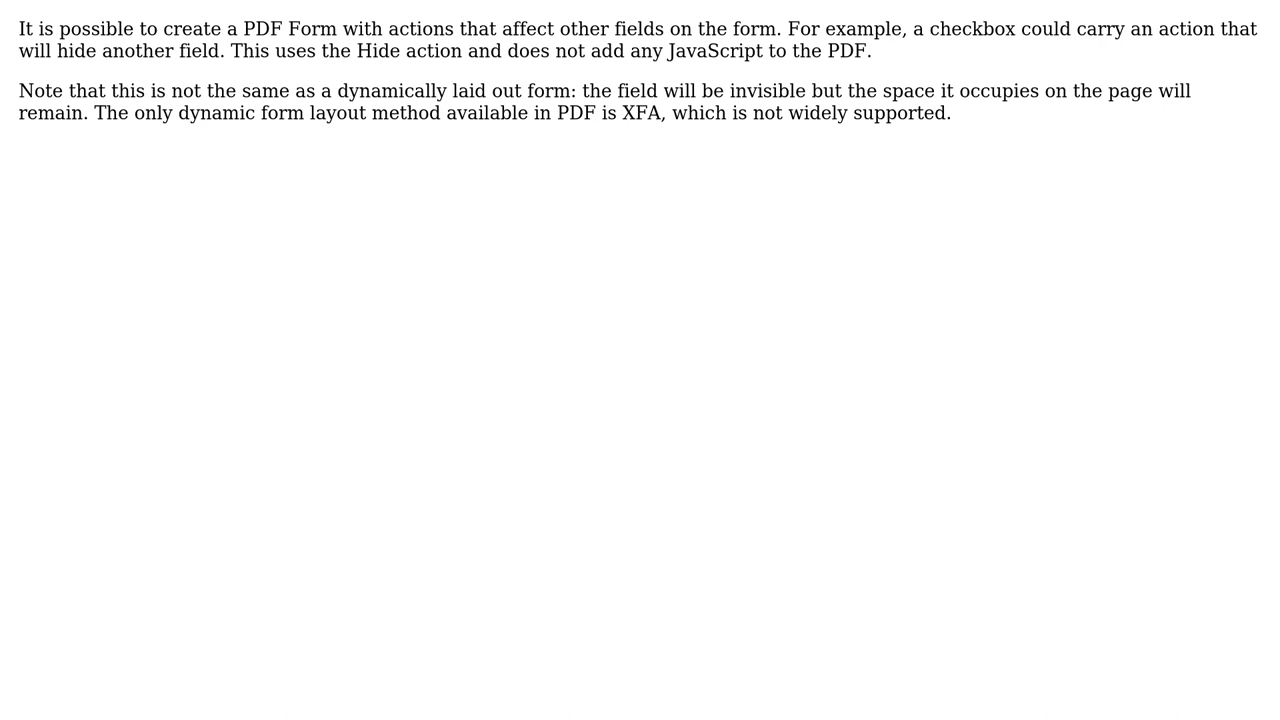 It is possible to create a PDF Form with actions that affect other fields on the form. For example, a checkbox could carry an action that
will hide another field. This uses the Hide action and does not add any JavaScript to the PDF.
Note that this is not the same as a dynamically laid out form: the field will be invisible but the space it occupies on the page will
remain. The only dynamic form layout method available in PDF is XFA, which is not widely supported.